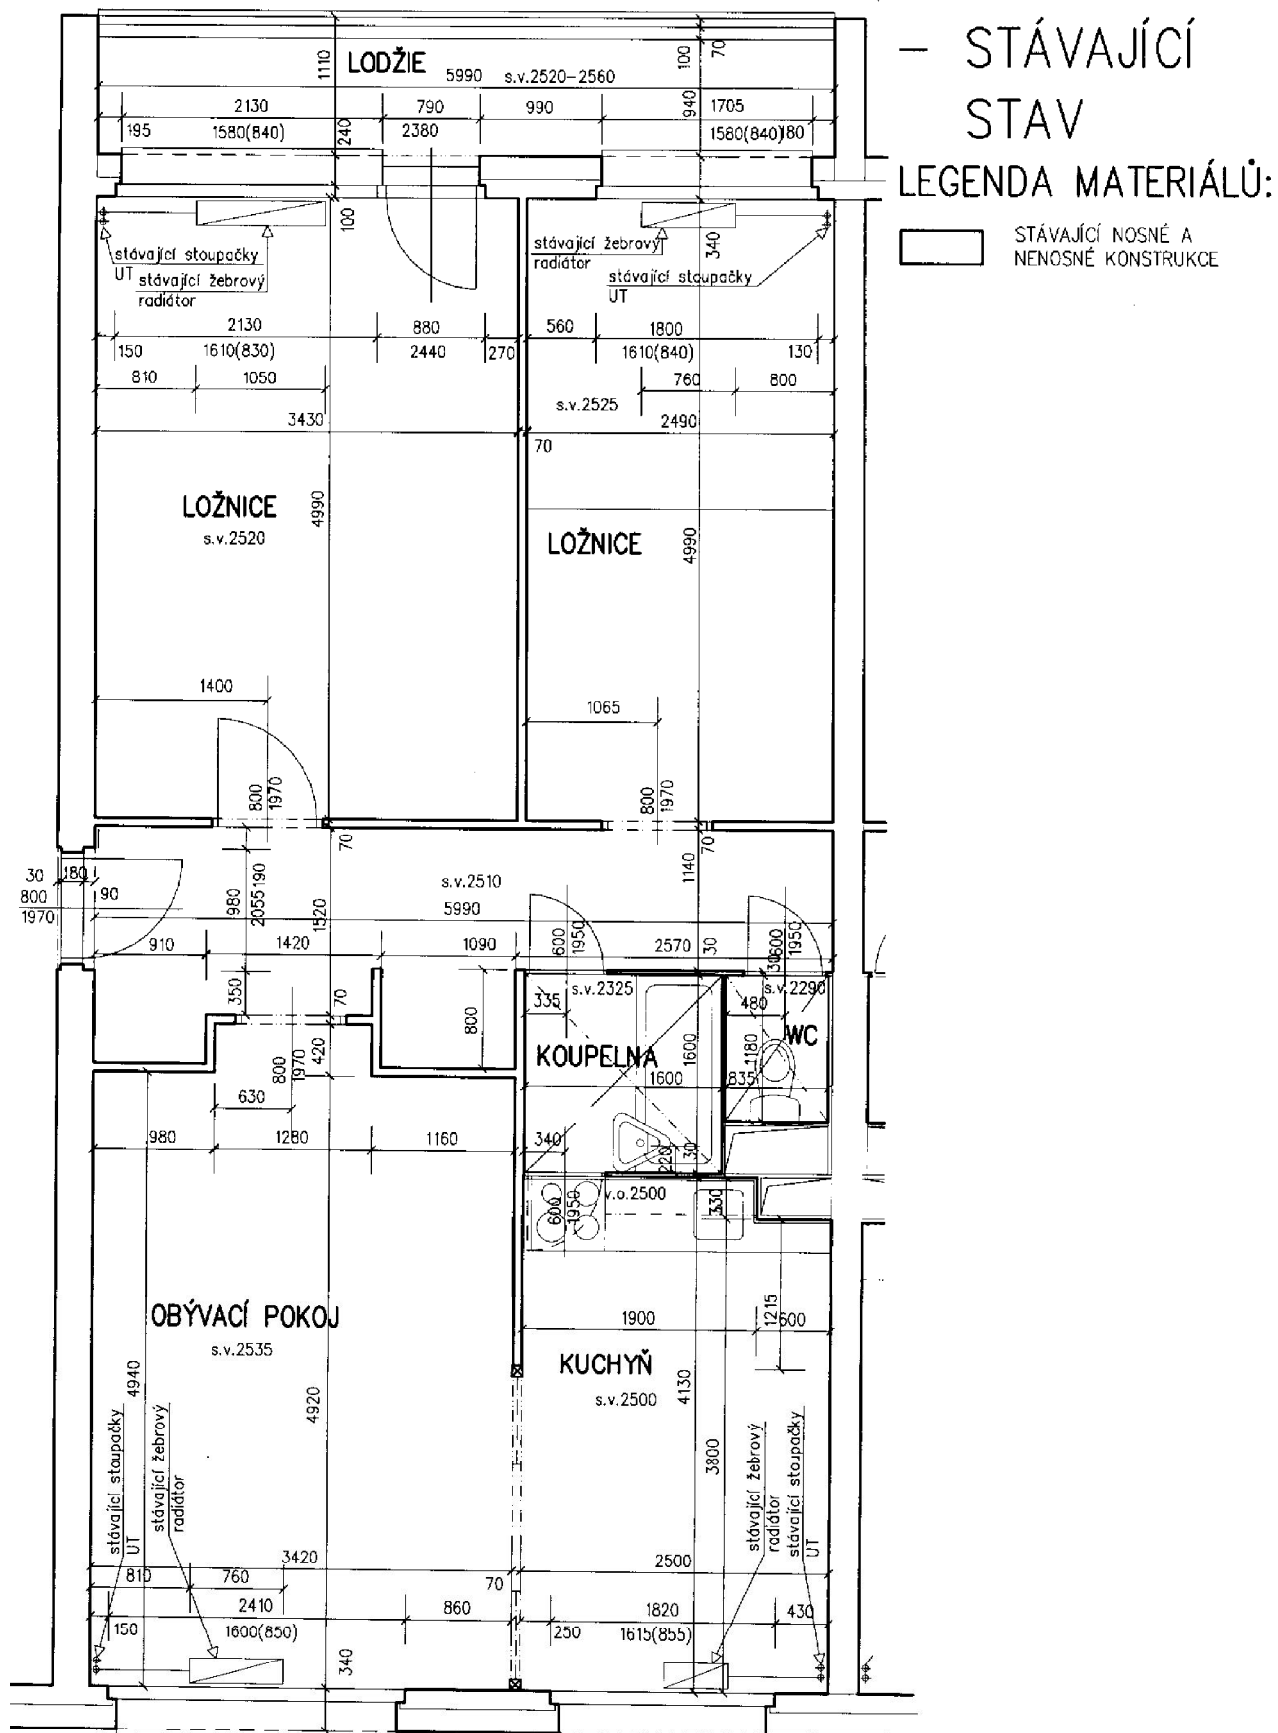 – STÁVAJÍCÍ
STAV
LEGENDA MATERIÁLŮ:
STÁVAJÍCÍ NOSNÉ A
NENOSNÉ KONSTRUKCE
LODŽIE
1110
5990 s.v.2520-2560
100
70
2130
790
990
940
1705
195
1580(840)
240
2380
1580(840)
180
100
stávající stoupačky
UT
stávající žebrový
radiátor
stávající žebrový
radiátor
340
stávající stoupačky
UT
2130
880
560
1800
150
1610(830)
2440
270
1610(840)
130
810
1050
760
800
s.v.2525
3430
2490
70
LOŽNICE
s.v.2520
4990
LOŽNICE
4990
1400
1065
800
1970
800
1970
70
70
30
180
800
1970
90
980
2055
190
1520
s.v.2510
5990
1140
910
1420
1090
600
1950
2570
30
30
600
1950
350
70
800
s.v.2325
s.v.2290
335
480
KOUPELNA
WC
1600
1180
800
1970
420
1600
835
630
980
1280
1160
340
220
30
600
1950
v.o.2500
330
OBÝVACÍ POKOJ
s.v.2535
1900
1215
600
KUCHYŇ
s.v.2500
4940
4920
4130
3800
stávající stoupačky
UT
stávající žebrový
radiátor
stávající žebrový
radiátor
stávající stoupačky
UT
3420
2500
810
760
70
2410
860
1820
430
150
1600(850)
250
1615(855)
340